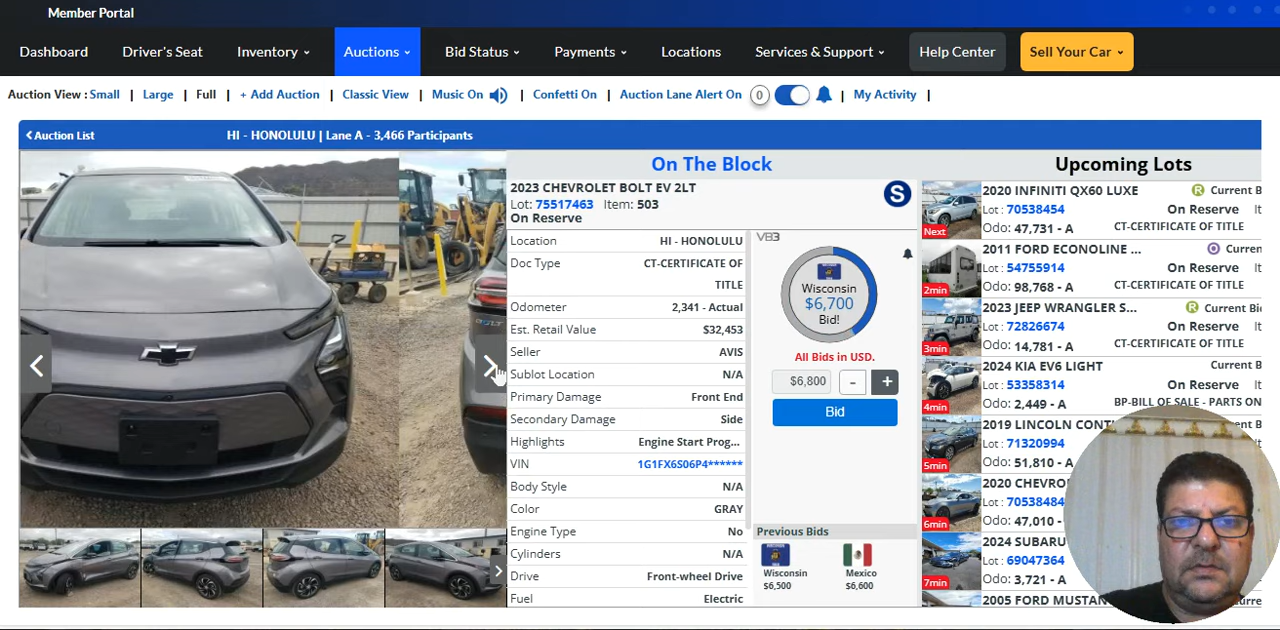 Member Portal
Dashboard Driver's Seat Inventory Auctions Bid Status Payments Locations Services & Support Help Center Sell Your Car
Auction View : Small | Large | Full | + Add Auction | Classic View | Music On | Confetti On | Auction Lane Alert On 0 | My Activity |
Auction List HI - HONOLULU | Lane A - 3,466 Participants
On The Block
2023 CHEVROLET BOLT EV 2LT
Lot: 75517463 Item: 503
On Reserve
S
Location HI - HONOLULU
Doc Type CT-CERTIFICATE OF
TITLE
Odometer 2,341 - Actual
Est. Retail Value $32,453
Seller AVIS
Sublot Location N/A
Primary Damage Front End
Secondary Damage Side
Highlights Engine Start Prog...
VIN 1G1FX6S06P4******
Body Style N/A
Color GRAY
Engine Type No
Cylinders N/A
Drive Front-wheel Drive
Fuel Electric
VB3
Wisconsin
$6,700
Bid!
All Bids in USD.
$6,800 - +
Bid
Previous Bids
Wisconsin
$6,500
Mexico
$6,600
Upcoming Lots
2020 INFINITI QX60 LUXE R Current B
Lot : 70538454 On Reserve It
Odo: 47,731 - A CT-CERTIFICATE OF TITLE
Next
2011 FORD ECONOLINE ... Curren
Lot : 54755914 On Reserve It
Odo: 98,768 - A CT-CERTIFICATE OF TITLE
2min
2023 JEEP WRANGLER S... R Current Bi
Lot : 72826674 On Reserve It
Odo: 14,781 - A CT-CERTIFICATE OF TITLE
3min
2024 KIA EV6 LIGHT Current B
Lot : 53358314 On Reserve It
Odo: 2,449 - A BP-BILL OF SALE - PARTS ON
4min
2019 LINCOLN CONT
Lot : 71320994
Odo: 51,810 - A
5min
2020 CHEVRO
Lot : 70538484
Odo: 47,010 -
6min
2024 SUBARU
Lot : 69047364
Odo: 3,721 - A
7min
2005 FORD MUSTAN